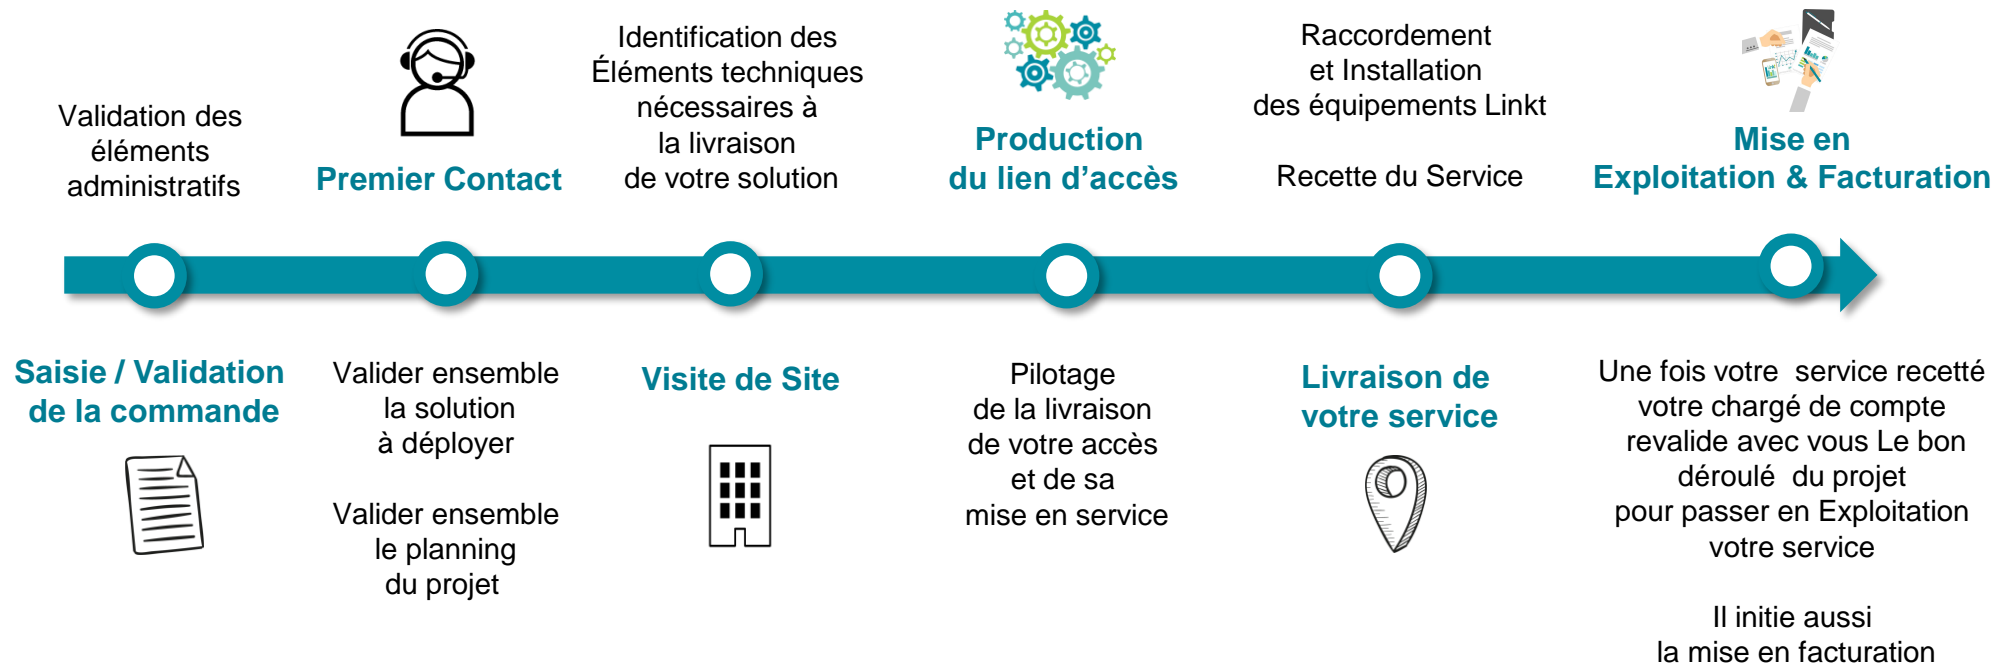 Validation des
éléments
administratifs
Saisie / Validation
de la commande
Premier Contact
Valider ensemble
la solution
à déployer
Valider ensemble
le planning
du projet
Identification des
Éléments techniques
nécessaires à
la livraison
de votre solution
Visite de Site
Production
du lien d’accès
Pilotage
de la livraison
de votre accès
et de sa
mise en service
Raccordement
et Installation
des équipements Linkt
Recette du Service
Livraison de
votre service
Mise en
Exploitation & Facturation
Une fois votre  service recetté
votre chargé de compte
revalide avec vous Le bon
déroulé  du projet
pour passer en Exploitation
votre service
Il initie aussi
la mise en facturation